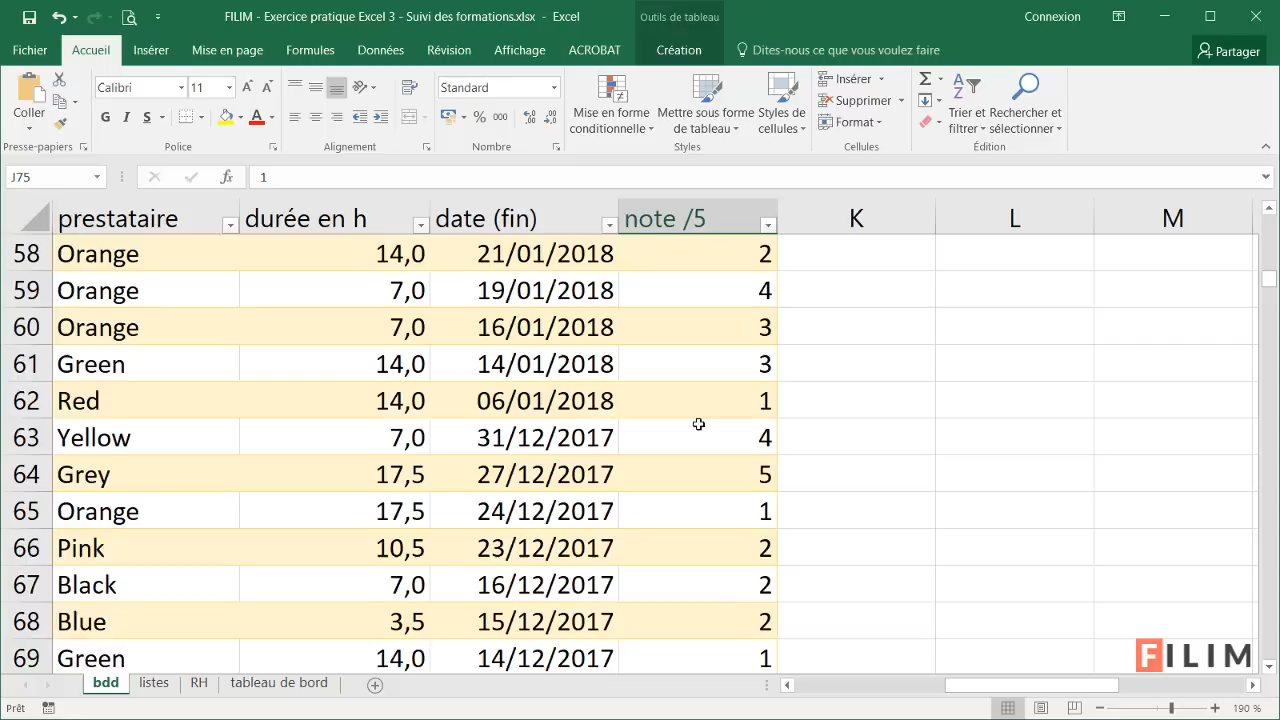 FILIM - Exercice pratique Excel 3 - Suivi des formations.xlsx - Excel
Outils de tableau
Connexion
Fichier Accueil Insérer Mise en page Formules Données Révision Affichage ACROBAT Création Dites-nous ce que vous voulez faire Partager
Coller
Calibri 11
G I S
Standard
% 000
Mise en forme conditionnelle
Mettre sous forme de tableau
Styles de cellules
Insérer
Supprimer
Format
Trier et filtrer
Rechercher et sélectionner
Presse-papiers Police Alignement Nombre Styles Cellules Édition
J75 fx 1
prestataire durée en h date (fin) note /5 K L M
58 Orange 14,0 21/01/2018 2
59 Orange 7,0 19/01/2018 4
60 Orange 7,0 16/01/2018 3
61 Green 14,0 14/01/2018 3
62 Red 14,0 06/01/2018 1
63 Yellow 7,0 31/12/2017 4
64 Grey 17,5 27/12/2017 5
65 Orange 17,5 24/12/2017 1
66 Pink 10,5 23/12/2017 2
67 Black 7,0 16/12/2017 2
68 Blue 3,5 15/12/2017 2
69 Green 14,0 14/12/2017 1
FILIM
bdd listes RH tableau de bord
Prêt 190 %